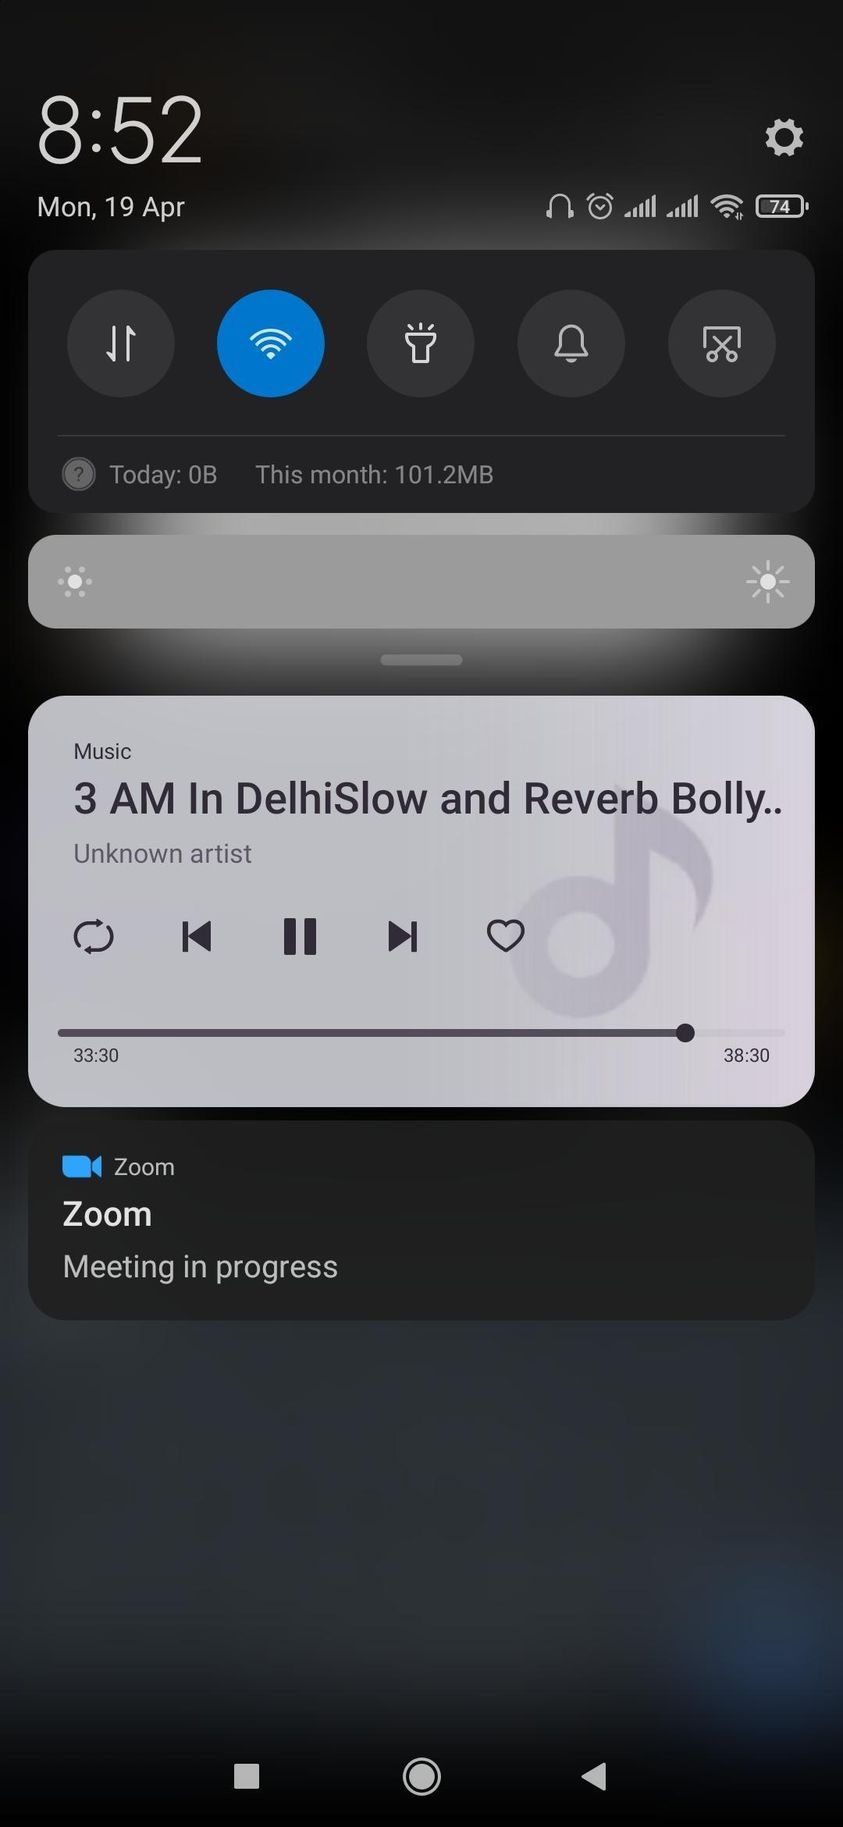 8:52
Mon, 19 Apr
74
? Today: 0B This month: 101.2MB
Music
3 AM In DelhiSlow and Reverb Bolly..
Unknown artist
33:30 38:30
Zoom
Zoom
Meeting in progress